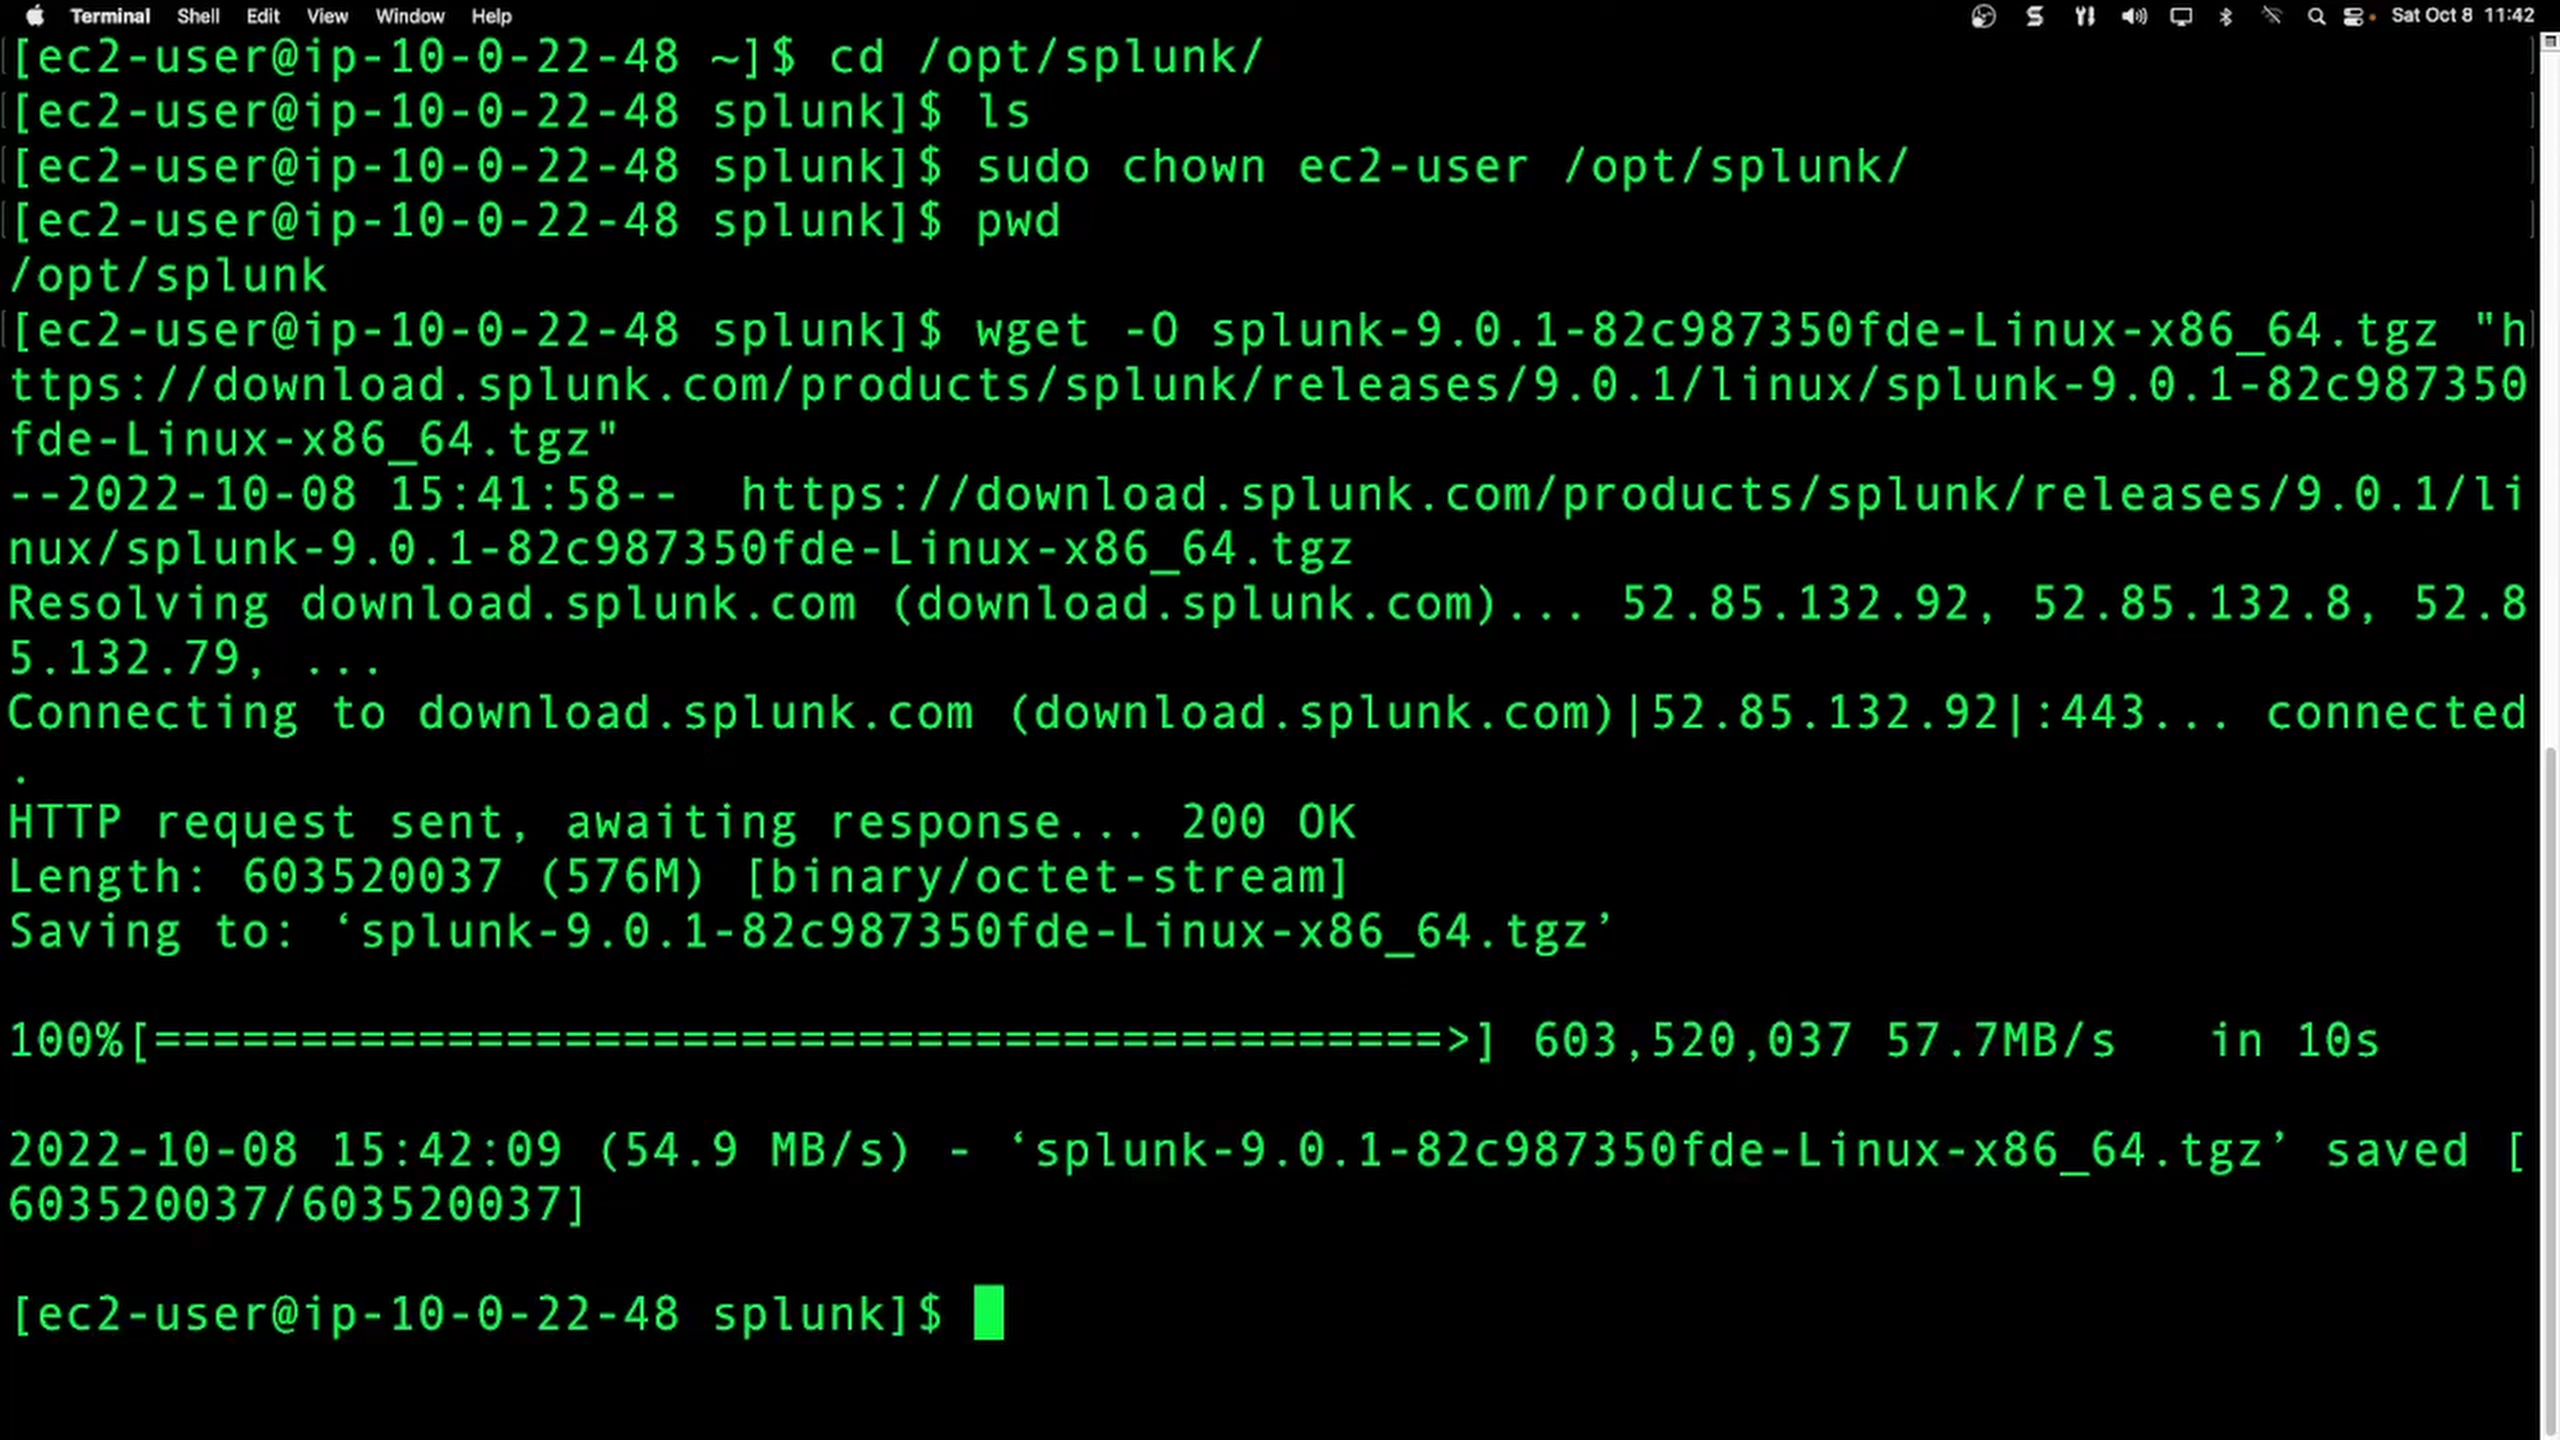 Terminal Shell Edit View Window Help Sat Oct 8 11:42
[ec2-user@ip-10-0-22-48 ~]$ cd /opt/splunk/
[ec2-user@ip-10-0-22-48 splunk]$ ls
[ec2-user@ip-10-0-22-48 splunk]$ sudo chown ec2-user /opt/splunk/
[ec2-user@ip-10-0-22-48 splunk]$ pwd
/opt/splunk
[ec2-user@ip-10-0-22-48 splunk]$ wget -O splunk-9.0.1-82c987350fde-Linux-x86_64.tgz "h
ttps://download.splunk.com/products/splunk/releases/9.0.1/linux/splunk-9.0.1-82c987350
fde-Linux-x86_64.tgz"
--2022-10-08 15:41:58--  https://download.splunk.com/products/splunk/releases/9.0.1/li
nux/splunk-9.0.1-82c987350fde-Linux-x86_64.tgz
Resolving download.splunk.com (download.splunk.com)... 52.85.132.92, 52.85.132.8, 52.8
5.132.79, ...
Connecting to download.splunk.com (download.splunk.com)|52.85.132.92|:443... connected
.
HTTP request sent, awaiting response... 200 OK
Length: 603520037 (576M) [binary/octet-stream]
Saving to: ‘splunk-9.0.1-82c987350fde-Linux-x86_64.tgz’
100%[============================================>] 603,520,037 57.7MB/s   in 10s
2022-10-08 15:42:09 (54.9 MB/s) - ‘splunk-9.0.1-82c987350fde-Linux-x86_64.tgz’ saved [
603520037/603520037]
[ec2-user@ip-10-0-22-48 splunk]$